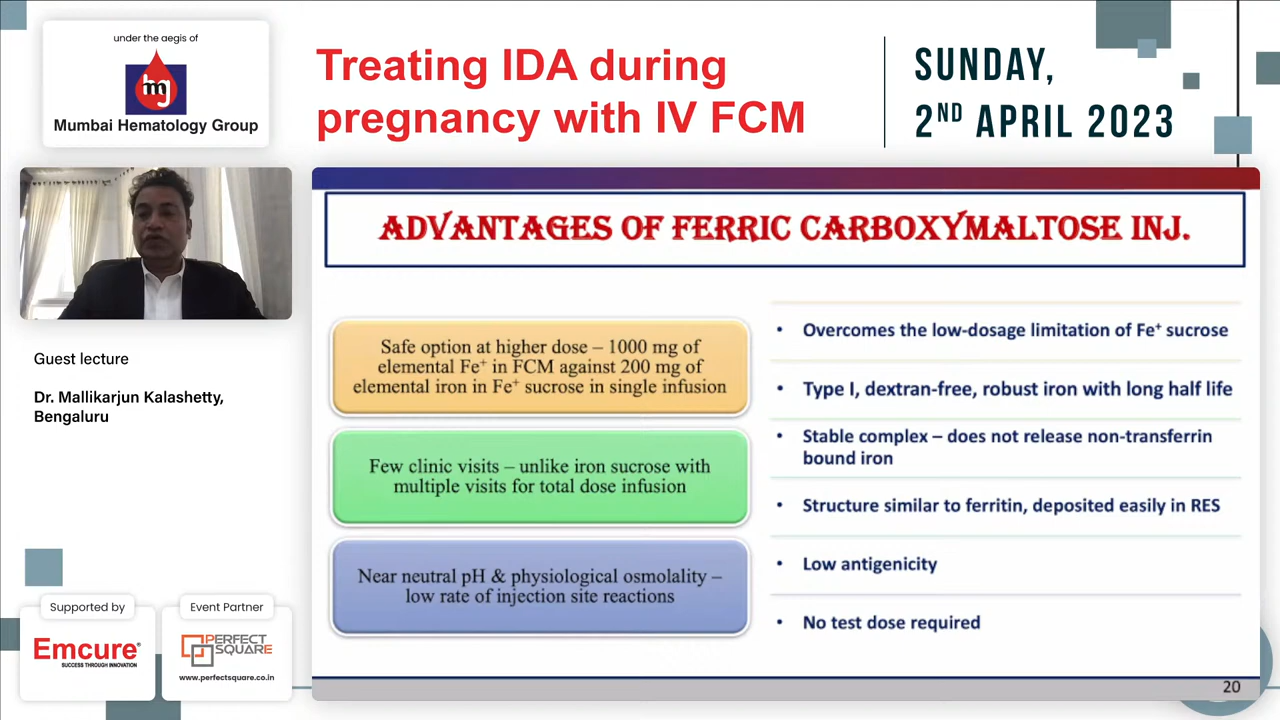 under the aegis of
mg
Mumbai Hematology Group
Treating IDA during
pregnancy with IV FCM
SUNDAY,
2ND APRIL 2023
Guest lecture
Dr. Mallikarjun Kalashetty,
Bengaluru
Supported by
Emcure®
SUCCESS THROUGH INNOVATION
Event Partner
PERFECT
SQUARE
www.perfectsquare.co.in
ADVANTAGES OF FERRIC CARBOXYMALTOSE INJ.
Safe option at higher dose – 1000 mg of
elemental Fe+ in FCM against 200 mg of
elemental iron in Fe+ sucrose in single infusion
Few clinic visits – unlike iron sucrose with
multiple visits for total dose infusion
Near neutral pH & physiological osmolality –
low rate of injection site reactions
• Overcomes the low-dosage limitation of Fe+ sucrose
• Type I, dextran-free, robust iron with long half life
• Stable complex – does not release non-transferrin
bound iron
• Structure similar to ferritin, deposited easily in RES
• Low antigenicity
• No test dose required
20